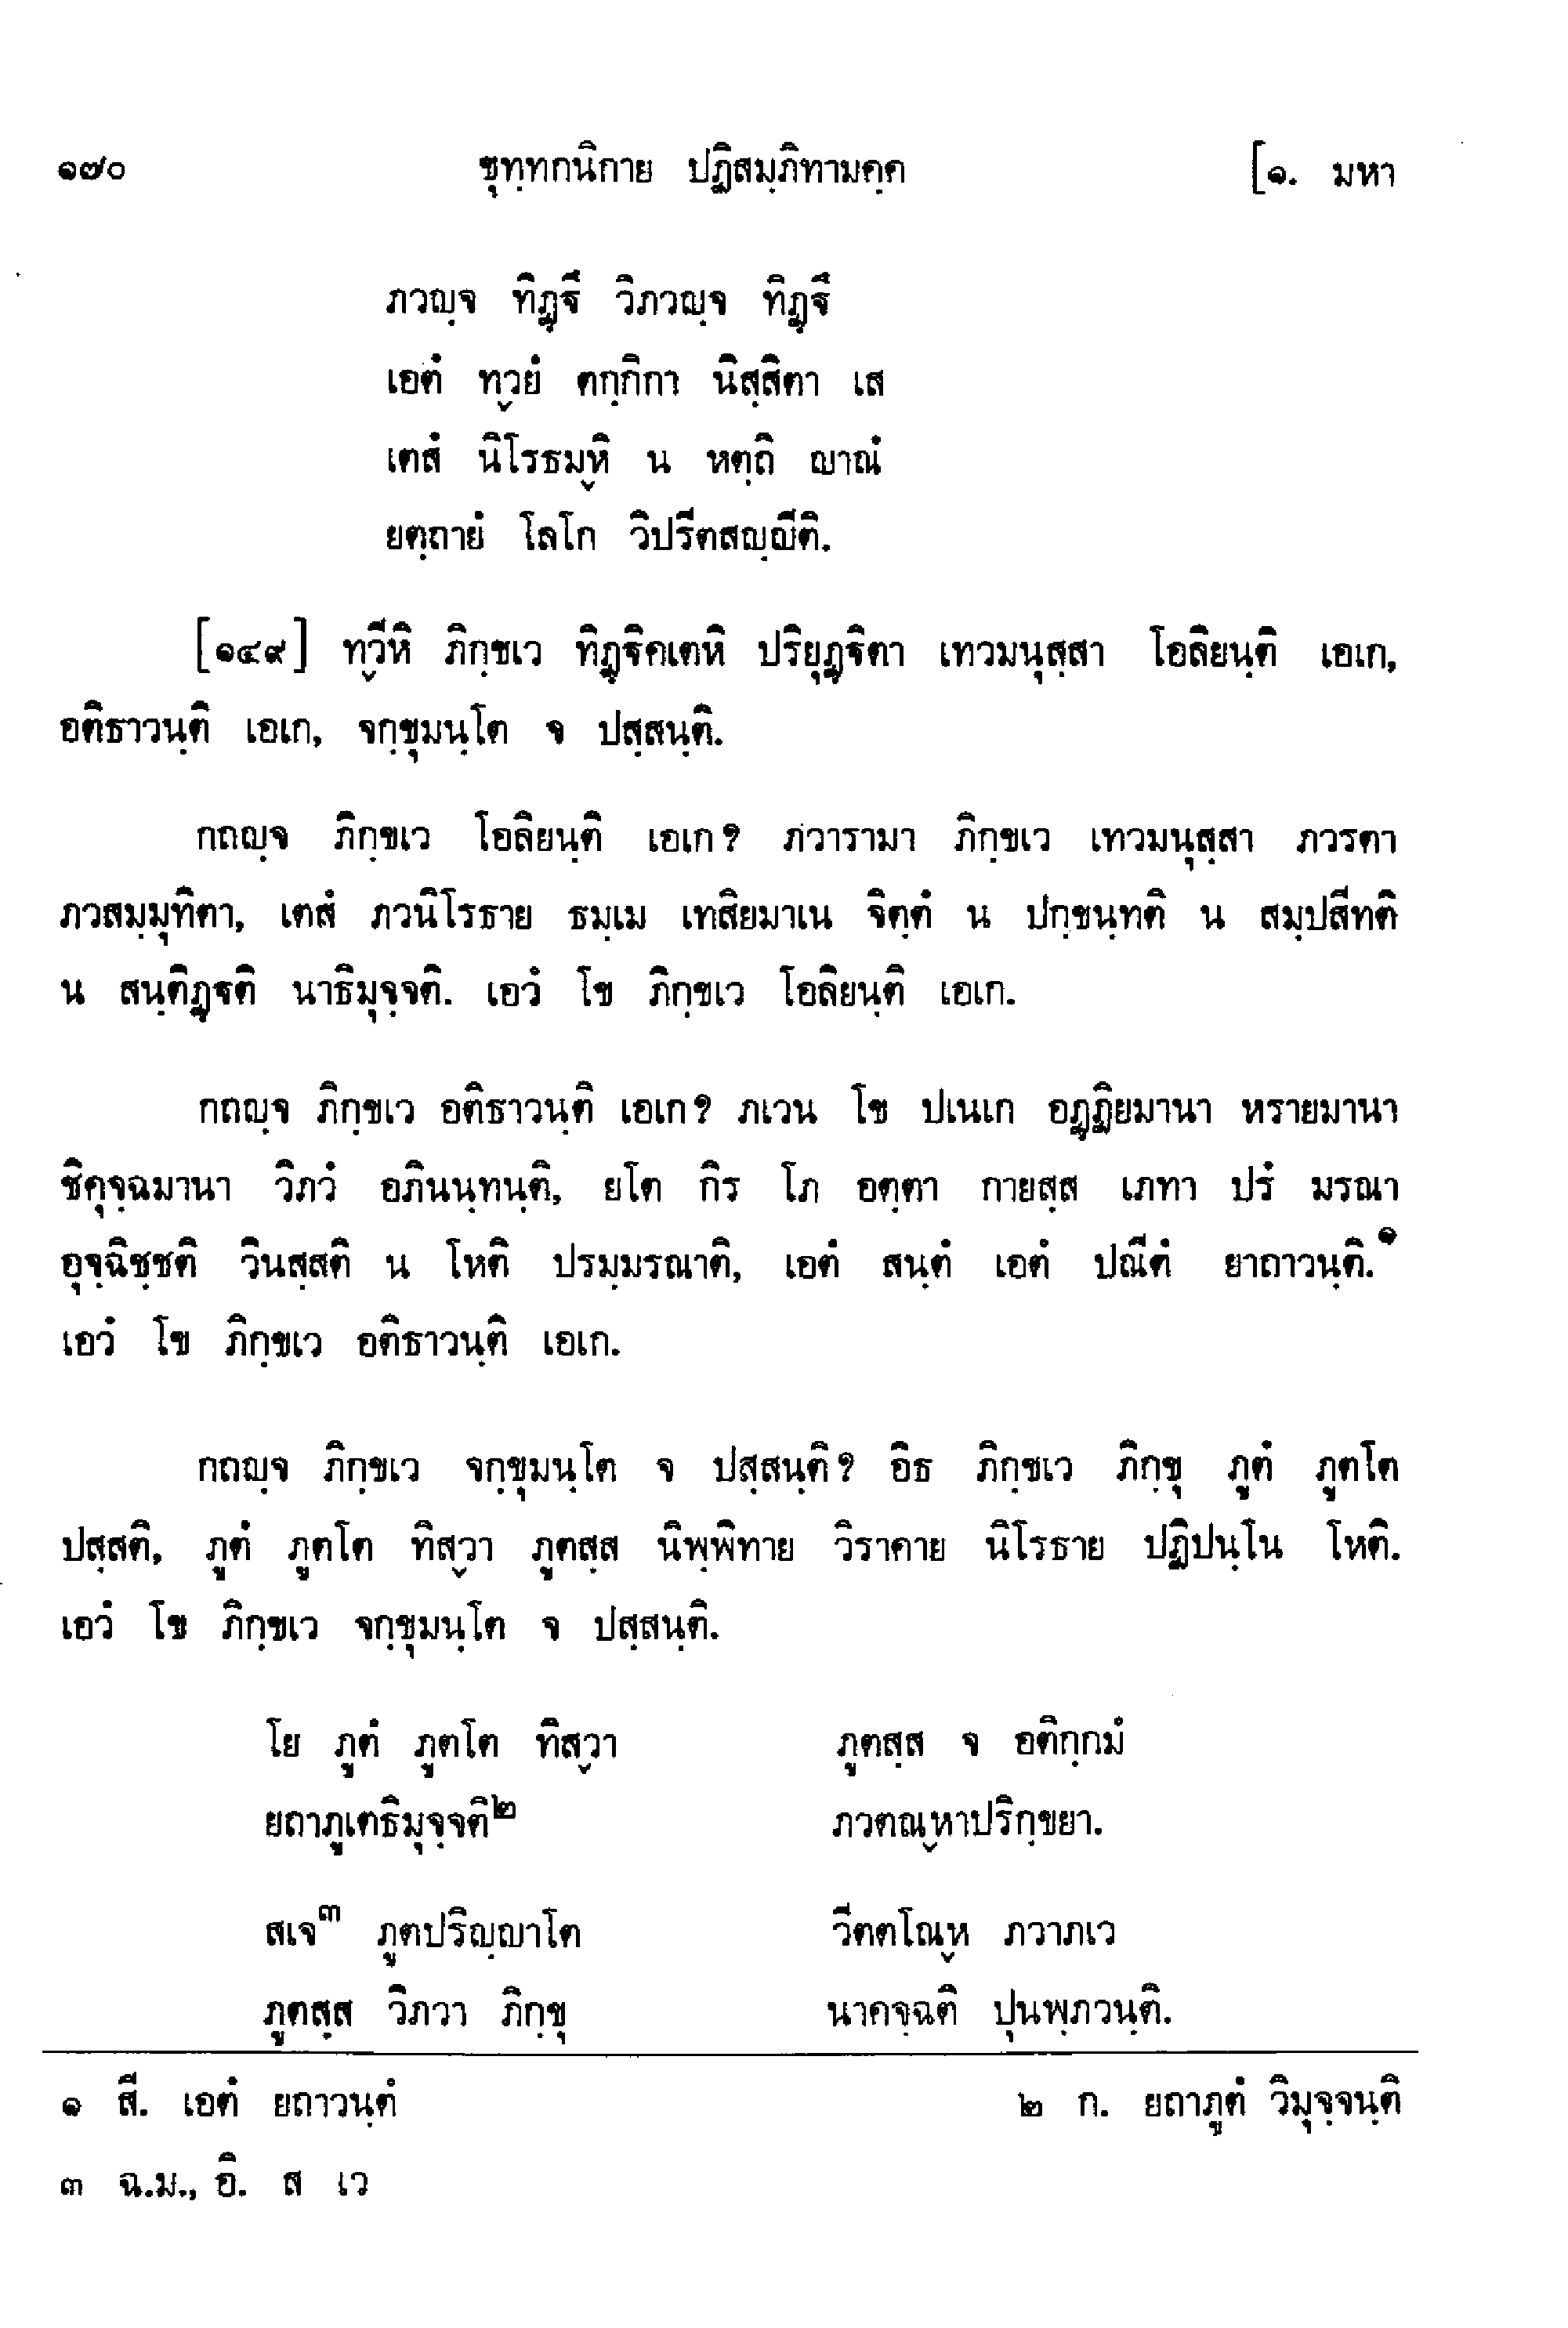 ๑๗๐ ขุทฺทกนิกาย ปฏิสมฺภิทามคฺค [๑. มหา
ภวญฺจ ทิฏฺฐึ วิภวญฺจ ทิฏฺฐึ
เอตํ ทฺวยํ ตกฺกิกา นิสฺสิตา เส
เตสํ นิโรธมฺหิ น หตฺถิ ญาณํ
ยตฺถายํ โลโก วิปรีตสญฺญีติ.
[๑๔๙] ทฺวีหิ ภิกฺขเว ทิฏฺฐิคเตหิ ปริยุฏฺฐิตา เทวมนุสฺสา โอลิยนฺติ เอเก,
อติธาวนฺติ เอเก, จกฺขุมนฺโต จ ปสฺสนฺติ.
กถญฺจ ภิกฺขเว โอลิยนฺติ เอเก? ภวารามา ภิกฺขเว เทวมนุสฺสา ภวรตา
ภวสมฺมุทิตา, เตสํ ภวนิโรธาย ธมฺเม เทสิยมาเน จิตฺตํ น ปกฺขนฺทติ น สมฺปสีทติ
น สนฺติฏฺฐติ นาธิมุจฺจติ. เอวํ โข ภิกฺขเว โอลิยนฺติ เอเก.
กถญฺจ ภิกฺขเว อติธาวนฺติ เอเก? ภเวน โข ปเนเก อฏฺฏิยมานา หรายมานา
ชิคุจฺฉมานา วิภวํ อภินนฺทนฺติ, ยโต กิร โภ อตฺตา กายสฺส เภทา ปรํ มรณา
อุจฺฉิชฺชติ วินสฺสติ น โหติ ปรมฺมรณาติ, เอตํ สนฺตํ เอตํ ปณีตํ ยาถาวนฺติ.๑
เอวํ โข ภิกฺขเว อติธาวนฺติ เอเก.
กถญฺจ ภิกฺขเว จกฺขุมนฺโต จ ปสฺสนฺติ? อิธ ภิกฺขเว ภิกฺขุ ภูตํ ภูตโต
ปสฺสติ, ภูตํ ภูตโต ทิสฺวา ภูตสฺส นิพฺพิทาย วิราคาย นิโรธาย ปฏิปนฺโน โหติ.
เอวํ โข ภิกฺขเว จกฺขุมนฺโต จ ปสฺสนฺติ.
โย ภูตํ ภูตโต ทิสฺวา ภูตสฺส จ อติกฺกมํ
ยถาภูเตธิมุจฺจติ๒ ภวตณฺหาปริกฺขยา.
สเจ๓ ภูตปริญฺญาโต วีตตโณฺห ภวาภเว
ภูตสฺส วิภวา ภิกฺขุ นาคจฺฉติ ปุนพฺภวนฺติ.
๑ สี. เอตํ ยถาวนฺตํ ๒ ก. ยถาภูตํ วิมุจฺจนฺติ
๓ ฉ.ม., อิ. ส เว